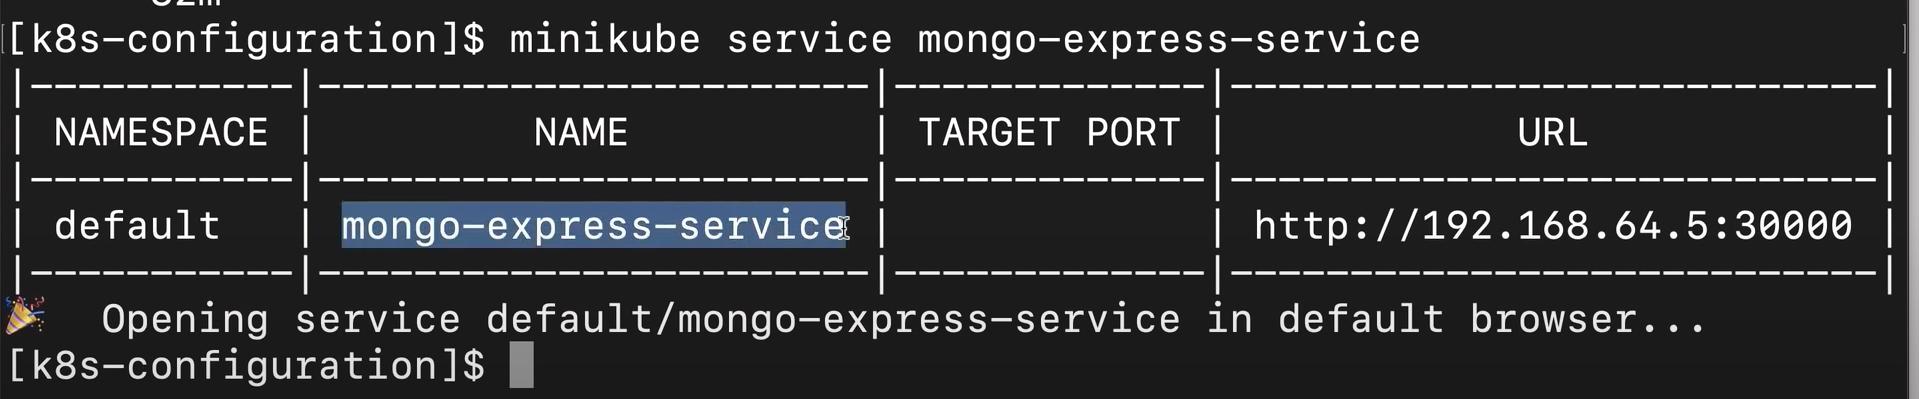 [k8s-configuration]$ minikube service mongo-express-service
|-----------|-----------------------|-------------|---------------------------|
| NAMESPACE | NAME | TARGET PORT | URL |
|-----------|-----------------------|-------------|---------------------------|
| default | mongo-express-service | | http://192.168.64.5:30000 |
|-----------|-----------------------|-------------|---------------------------|
🎉 Opening service default/mongo-express-service in default browser...
[k8s-configuration]$